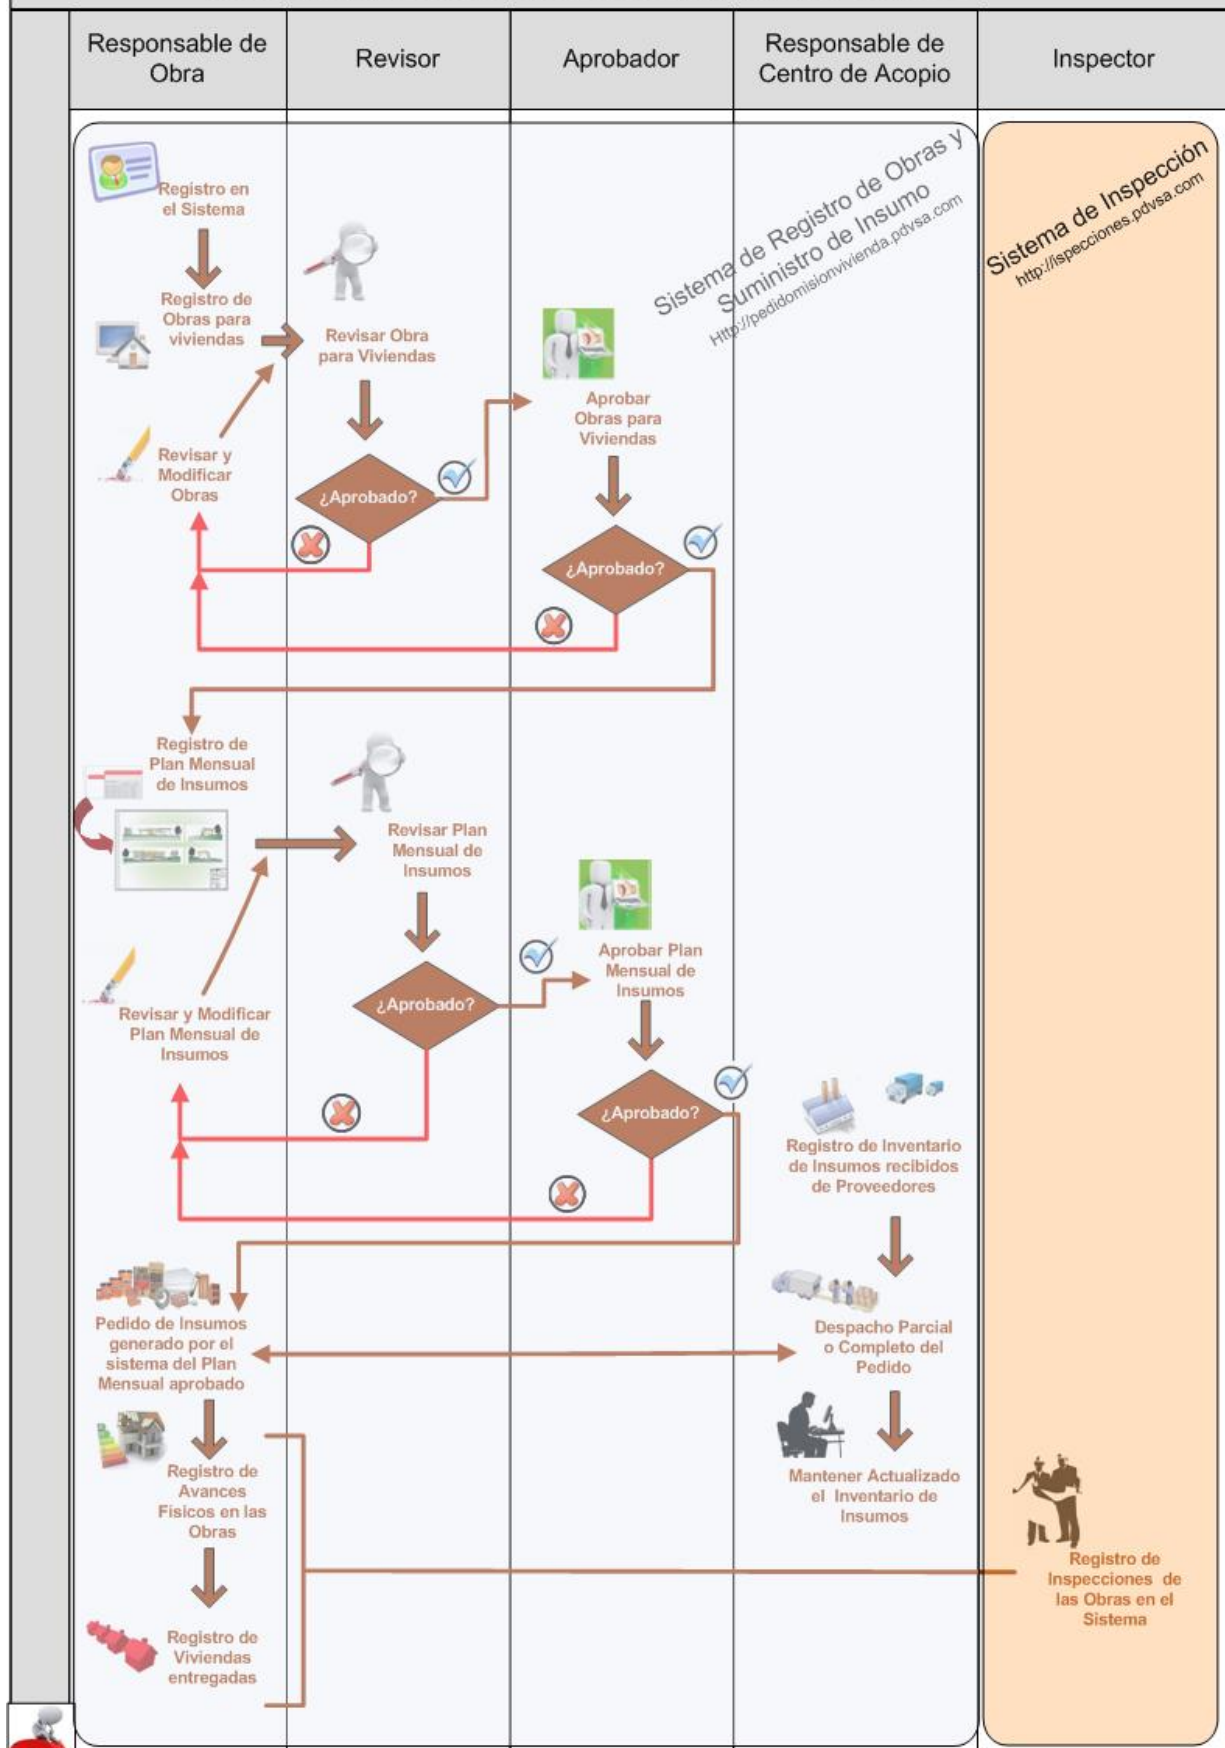 Responsable de
Obra
Revisor
Aprobador
Responsable de
Centro de Acopio
Inspector
Sistema de Registro de Obras y
Suministro de Insumo
Http://pedidomisionvivienda.pdvsa.com
Sistema de Inspección
http://ispecciones.pdvsa.com
Registro en
el Sistema
Registro de
Obras para
viviendas
Revisar Obra
para Viviendas
Aprobar
Obras para
Viviendas
Revisar y
Modificar
Obras
¿Aprobado?
¿Aprobado?
Registro de
Plan Mensual
de Insumos
Revisar Plan
Mensual de
Insumos
Aprobar Plan
Mensual de
Insumos
Revisar y Modificar
Plan Mensual de
Insumos
¿Aprobado?
¿Aprobado?
Registro de Inventario
de Insumos recibidos
de Proveedores
Pedido de Insumos
generado por el
sistema del Plan
Mensual aprobado
Despacho Parcial
o Completo del
Pedido
Registro de
Avances
Fisicos en las
Obras
Mantener Actualizado
el Inventario de
Insumos
Registro de
Inspecciones de
las Obras en el
Sistema
Registro de
Viviendas
entregadas